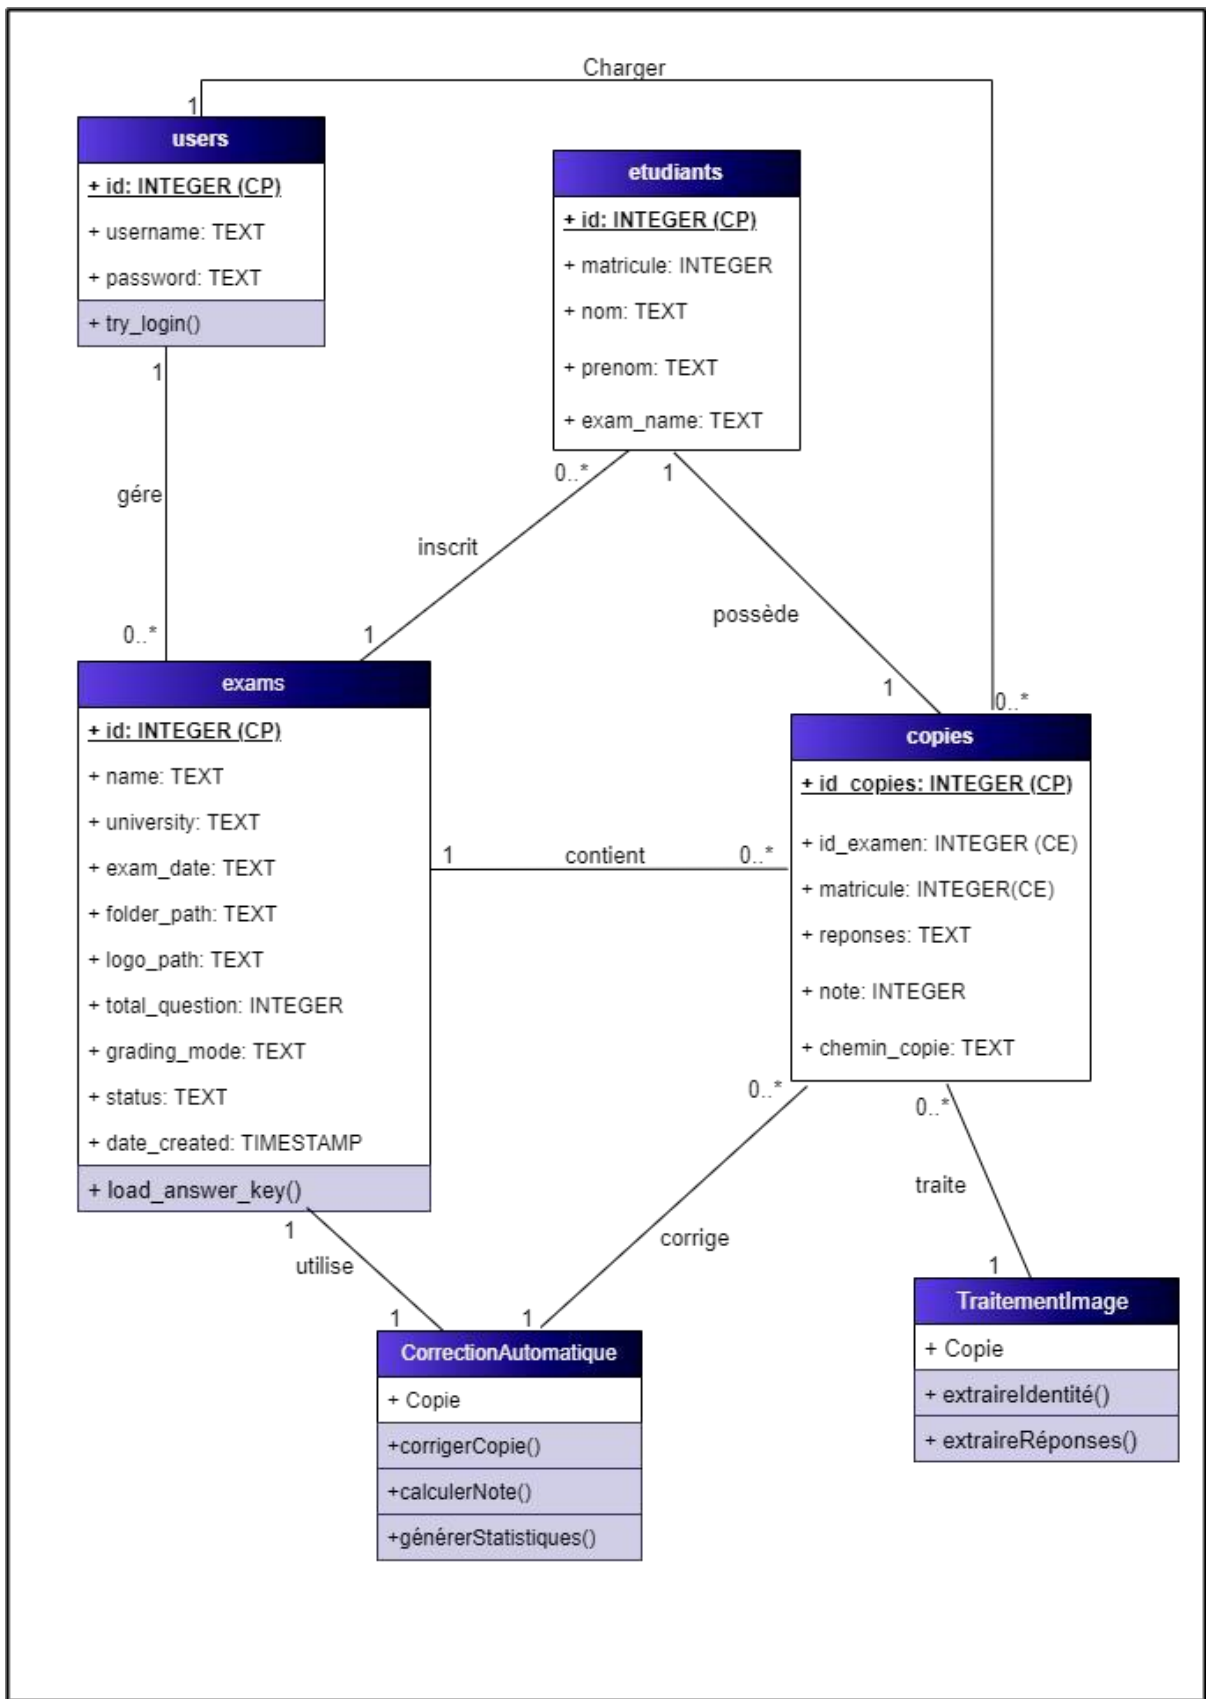 Charger
1
users
+ id: INTEGER (CP)
+ username: TEXT
+ password: TEXT
+ try_login()
etudiants
+ id: INTEGER (CP)
+ matricule: INTEGER
+ nom: TEXT
+ prenom: TEXT
+ exam_name: TEXT
1
gére
0..*
0..*
inscrit
1
1
possède
1
0..*
exams
+ id: INTEGER (CP)
+ name: TEXT
+ university: TEXT
+ exam_date: TEXT
+ folder_path: TEXT
+ logo_path: TEXT
+ total_question: INTEGER
+ grading_mode: TEXT
+ status: TEXT
+ date_created: TIMESTAMP
+ load_answer_key()
1
contient
0..*
copies
+ id_copies: INTEGER (CP)
+ id_examen: INTEGER (CE)
+ matricule: INTEGER(CE)
+ reponses: TEXT
+ note: INTEGER
+ chemin_copie: TEXT
1
utilise
1
0..*
corrige
1
0..*
traite
1
CorrectionAutomatique
+ Copie
+corrigerCopie()
+calculerNote()
+générerStatistiques()
TraitementImage
+ Copie
+ extraireIdentité()
+ extraireRéponses()